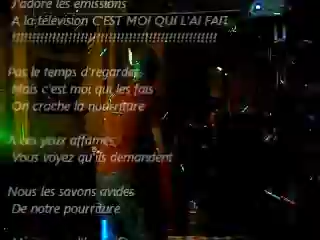 J'adore les émissions
A la télévision C'EST MOI QUI L'AI FAIT
!!!!!!!!!!!!!!!!!!!!!!!!!!!!!!!!!!!!!!!!!!!!!!!!!!!
Pas le temps d'regarder
Mais c'est moi qui les fais
On crache la nourriture
A ces yeux affamés,
Vous voyez qu'ils demandent
Nous les savons avides
De notre pourriture